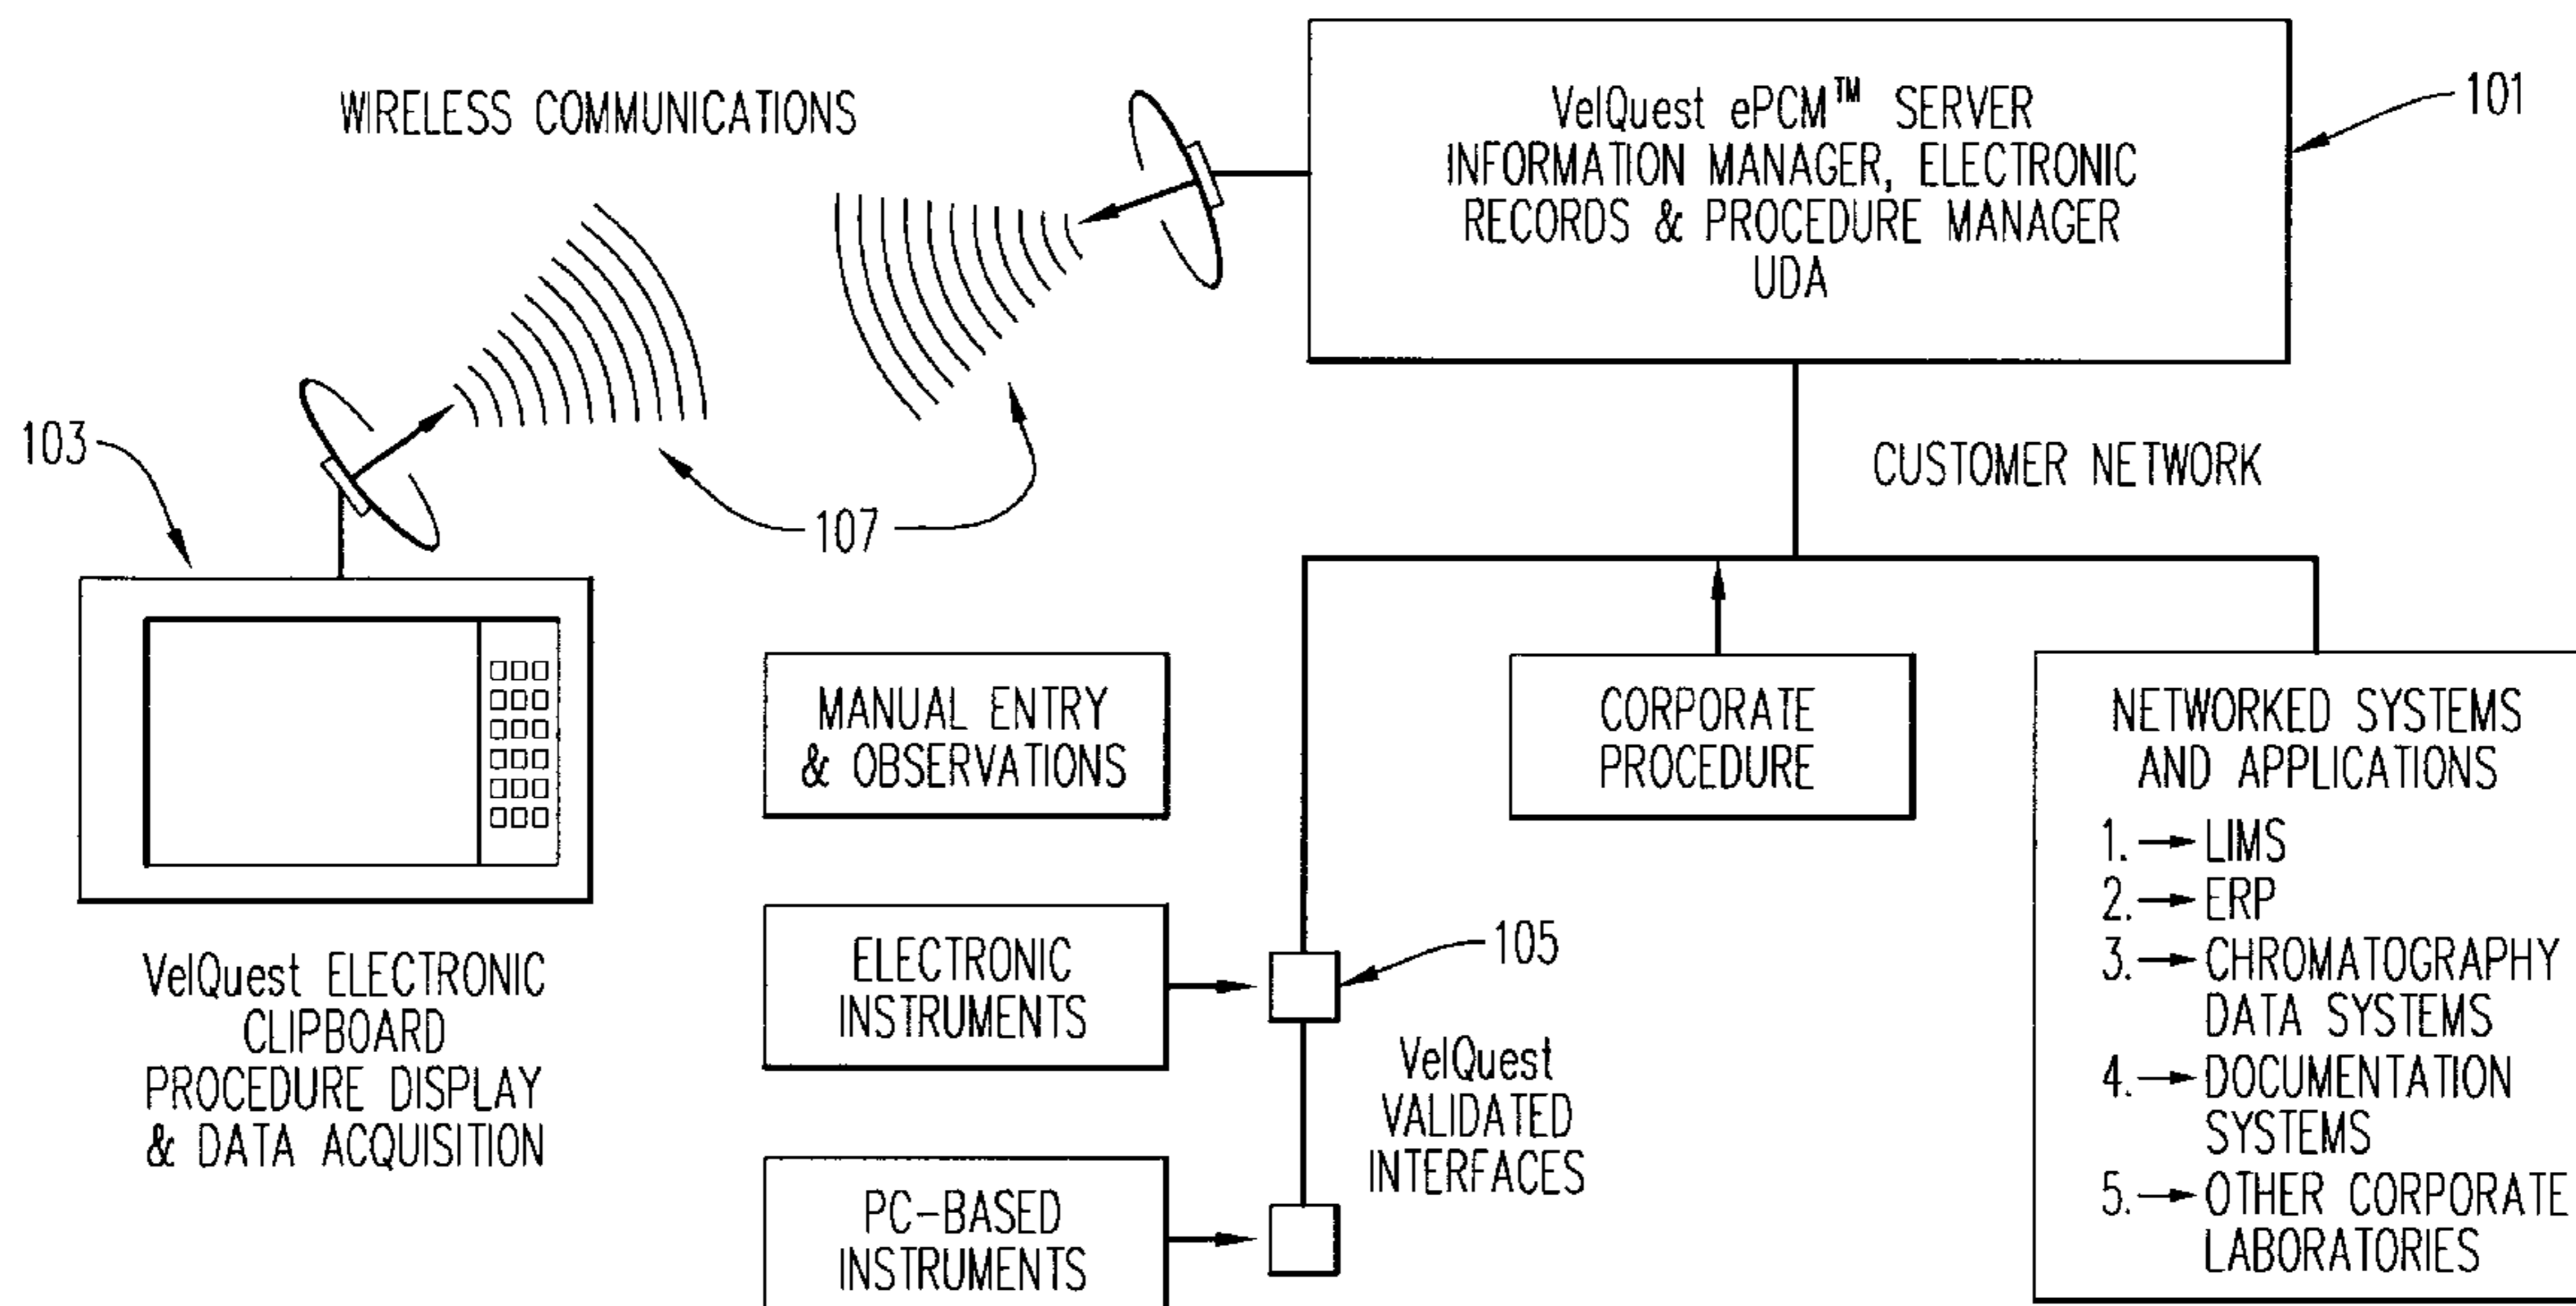 WIRELESS COMMUNICATIONS
VelQuest ePCM™ SERVER
INFORMATION MANAGER, ELECTRONIC
RECORDS & PROCEDURE MANAGER
UDA
101
103
107
CUSTOMER NETWORK
VelQuest ELECTRONIC
CLIPBOARD
PROCEDURE DISPLAY
& DATA ACQUISITION
MANUAL ENTRY
& OBSERVATIONS
ELECTRONIC
INSTRUMENTS
PC-BASED
INSTRUMENTS
105
VelQuest
VALIDATED
INTERFACES
CORPORATE
PROCEDURE
NETWORKED SYSTEMS
AND APPLICATIONS
1. → LIMS
2. → ERP
3. → CHROMATOGRAPHY
DATA SYSTEMS
4. → DOCUMENTATION
SYSTEMS
5. → OTHER CORPORATE
LABORATORIES